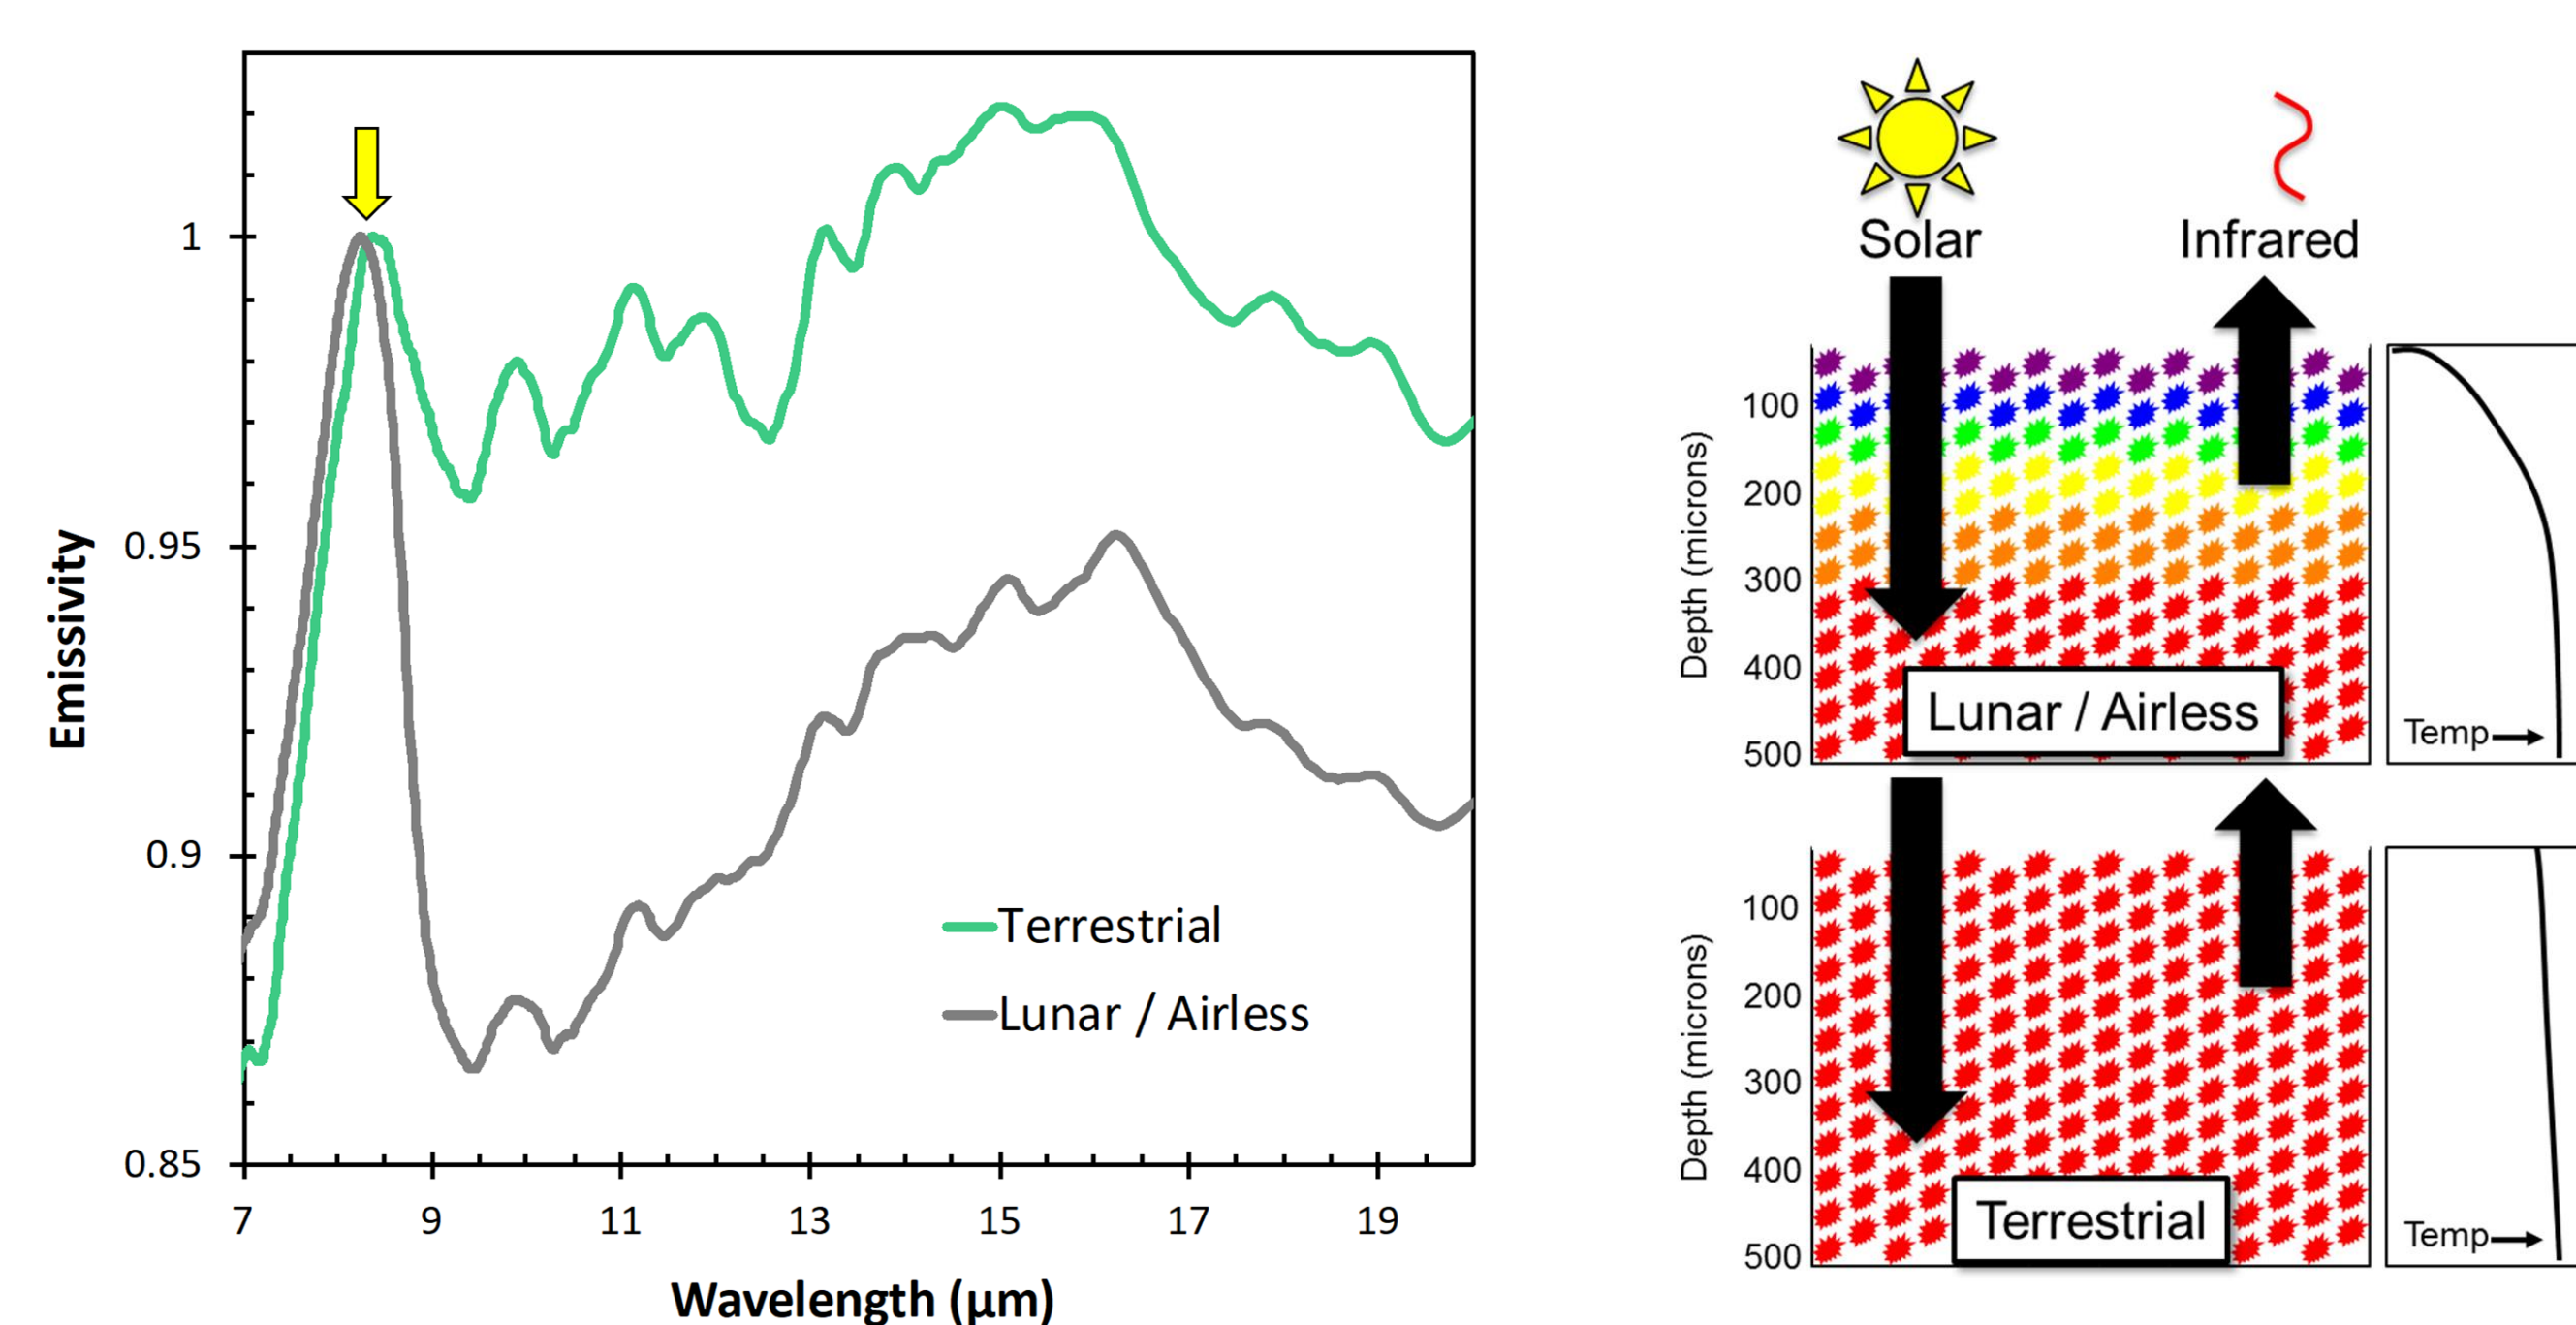 Emissivity
1
0.95
0.9
0.85
7 9 11 13 15 17 19
Wavelength (μm)
Terrestrial
Lunar / Airless
Solar
Infrared
Depth (microns)
100
200
300
400
500
Lunar / Airless
Temp
Depth (microns)
100
200
300
400
500
Terrestrial
Temp